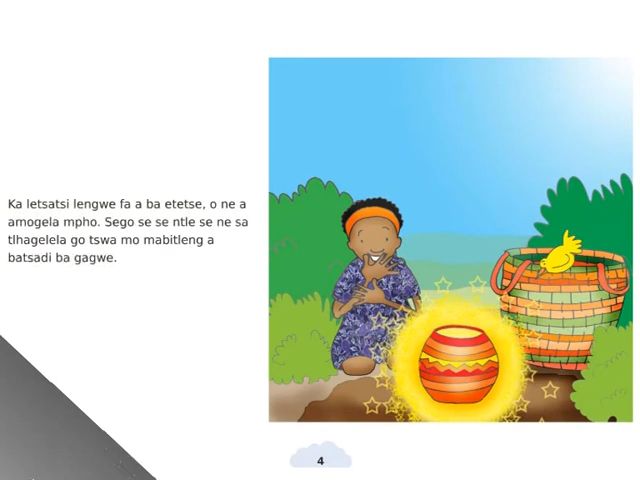 Ka letsatsi lengwe fa a ba etetse, o ne a
amogela mpho. Sego se se ntle se ne sa
tlhagelela go tswa mo mabitleng a
batsadi ba gagwe.
4